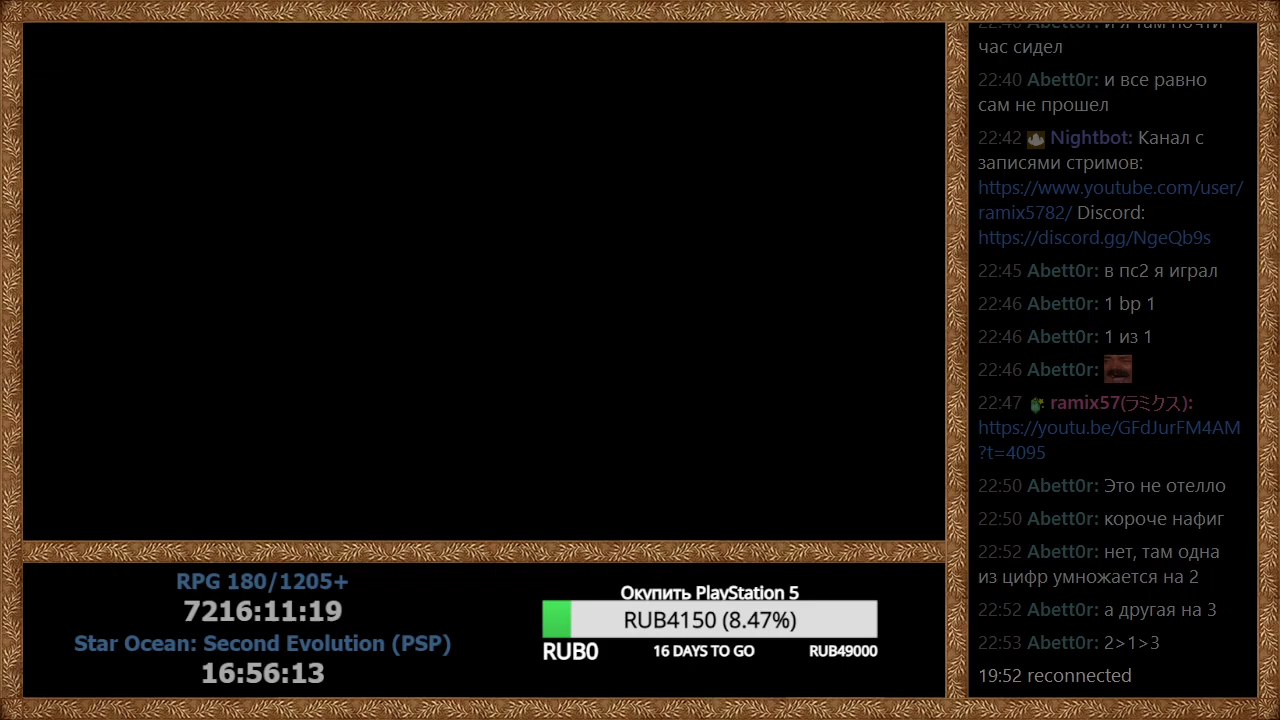 22:40 Abett0r: и я там почти
час сидел
22:40 Abett0r: и все равно
сам не прошел
22:42 Nightbot: Канал с
записями стримов:
https://www.youtube.com/user/
ramix5782/ Discord:
https://discord.gg/NgeQb9s
22:45 Abett0r: в пс2 я играл
22:46 Abett0r: 1 bp 1
22:46 Abett0r: 1 из 1
22:46 Abett0r:
22:47 ramix57(ラミクス):
https://youtu.be/GFdJurFM4AM
?t=4095
22:50 Abett0r: Это не отелло
22:50 Abett0r: короче нафиг
22:52 Abett0r: нет, там одна
из цифр умножается на 2
22:52 Abett0r: а другая на 3
22:53 Abett0r: 2>1>3
19:52 reconnected
RPG 180/1205+
7216:11:19
Star Ocean: Second Evolution (PSP)
16:56:13
Окупить PlayStation 5
RUB4150 (8.47%)
RUB0 16 DAYS TO GO RUB49000